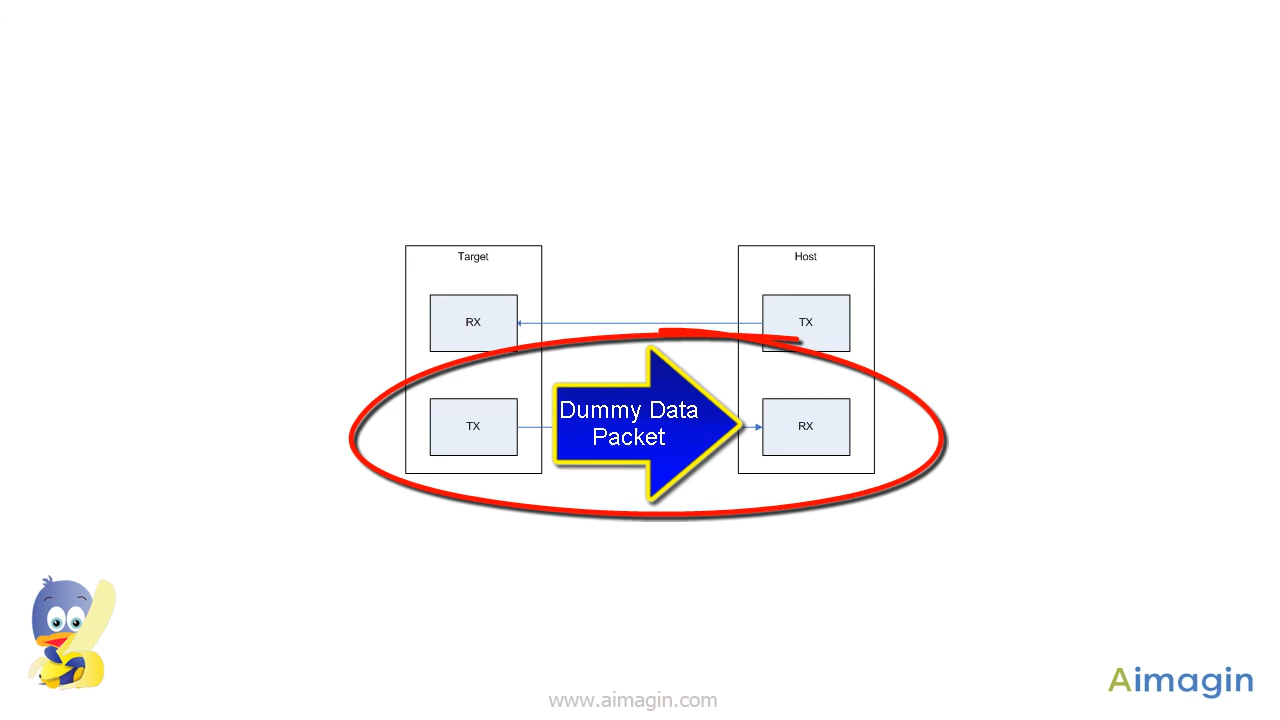 Target
Host
RX
TX
Dummy Data
Packet
TX
RX
Aimagin
www.aimagin.com